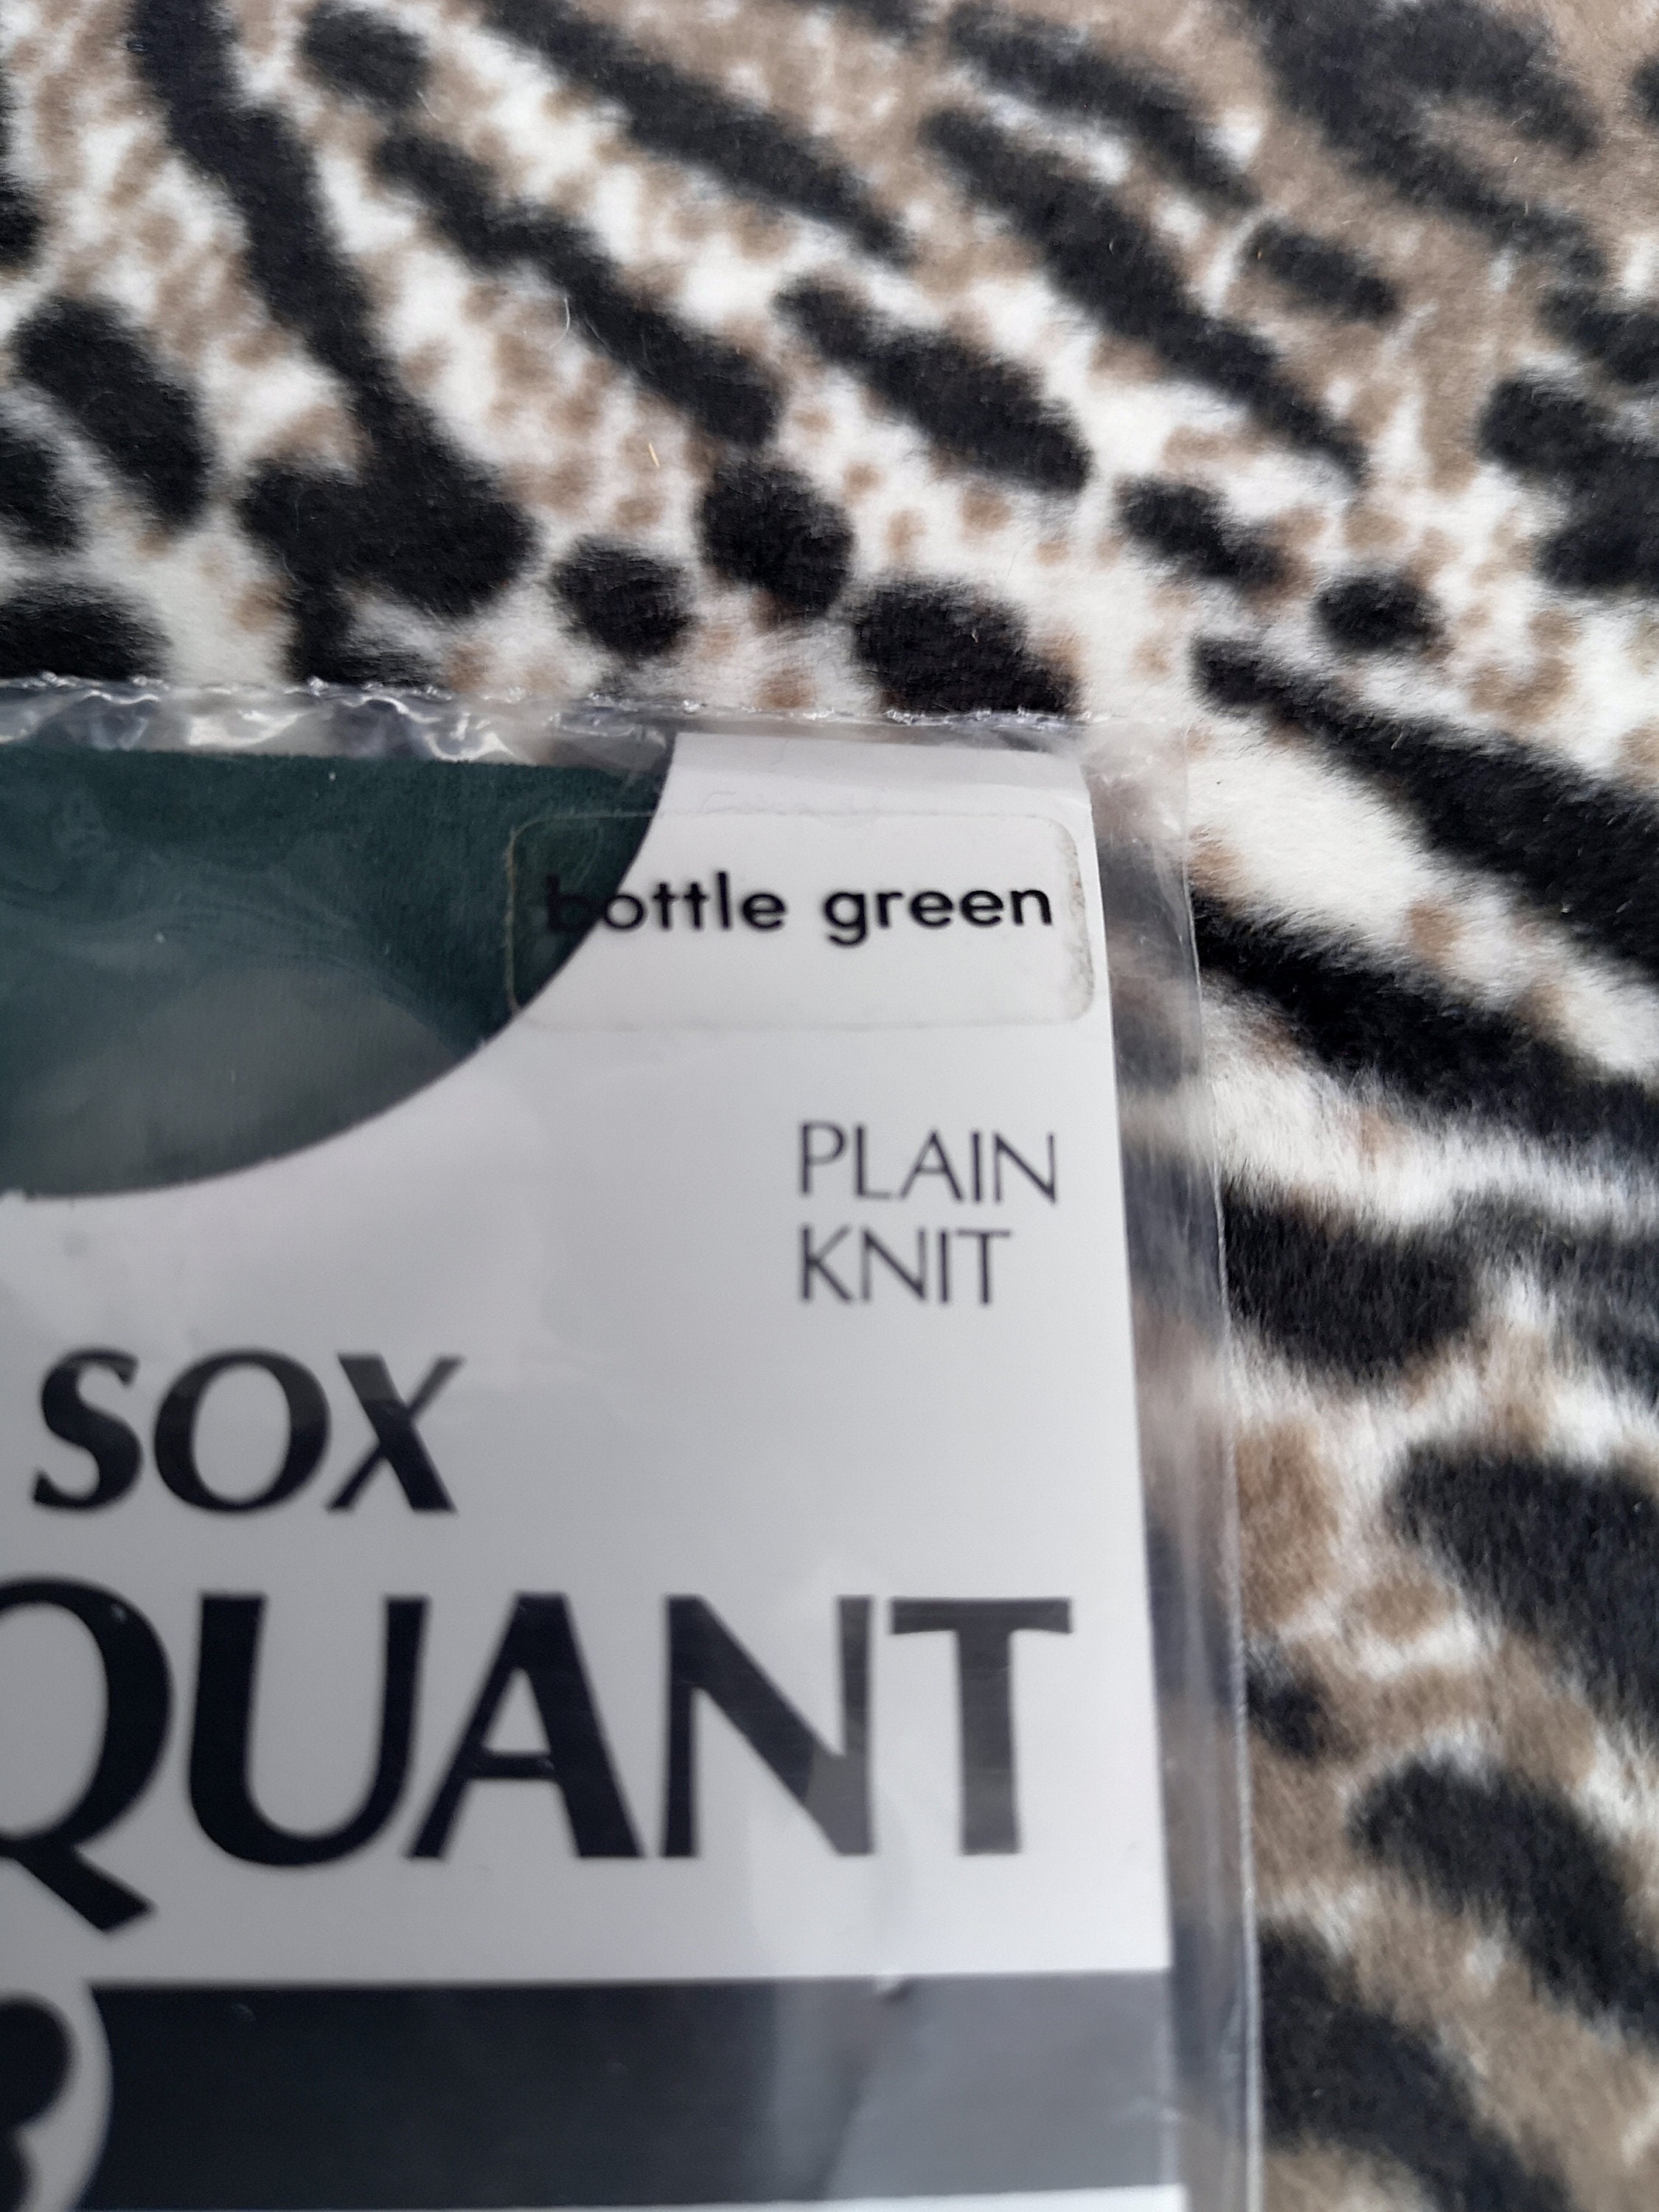 bottle green
PLAIN
KNIT
SOX
QUANT